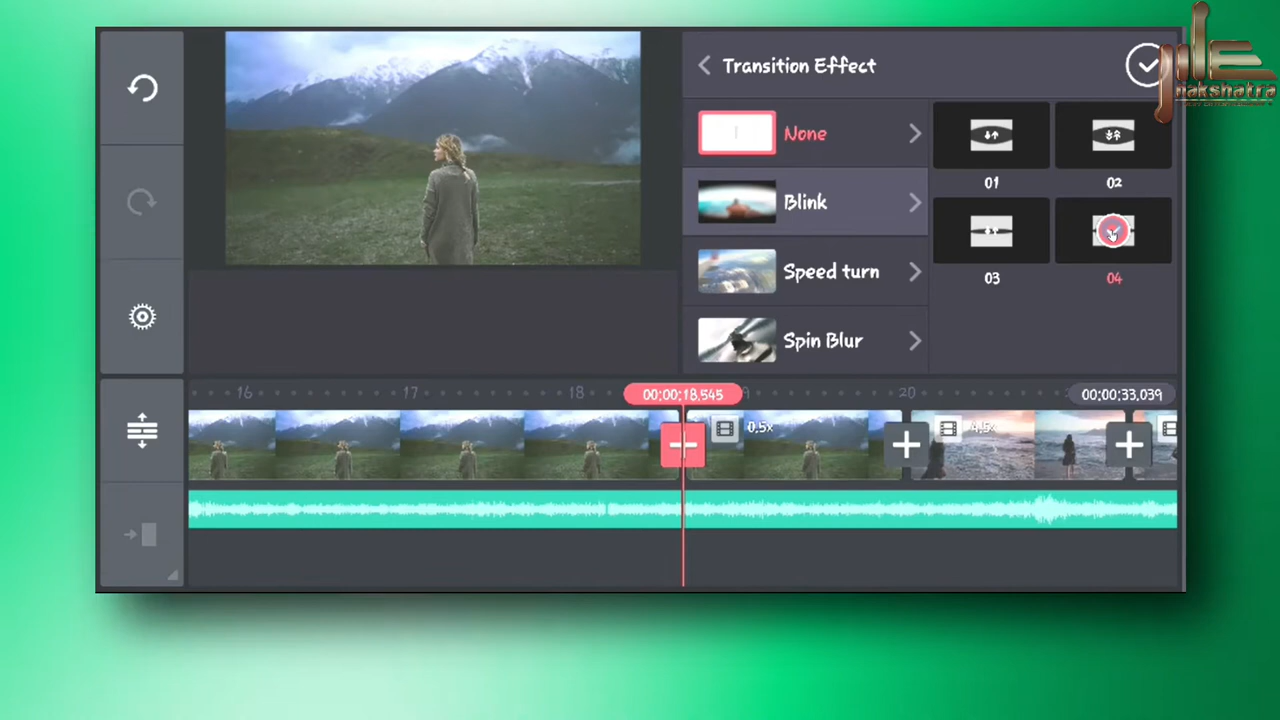 Transition Effect
None
Blink
Speed turn
Spin Blur
01
02
03
04
16
17
18
00:00:18.545
20
00:00:33.039
0.5x
nakshatra